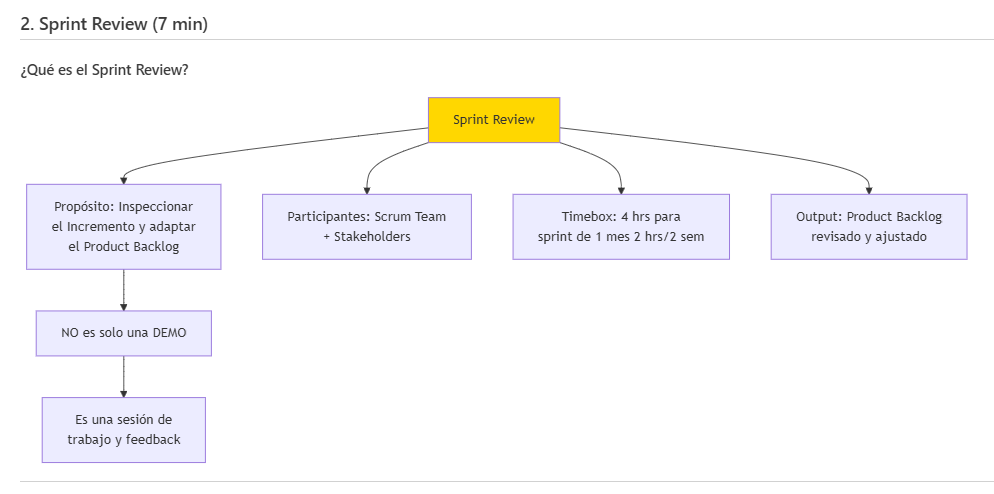 2. Sprint Review (7 min)
¿Qué es el Sprint Review?
Sprint Review
Propósito: Inspeccionar
el Incremento y adaptar
el Product Backlog
Participantes: Scrum Team
+ Stakeholders
Timebox: 4 hrs para
sprint de 1 mes 2 hrs/2 sem
Output: Product Backlog
revisado y ajustado
NO es solo una DEMO
Es una sesión de
trabajo y feedback